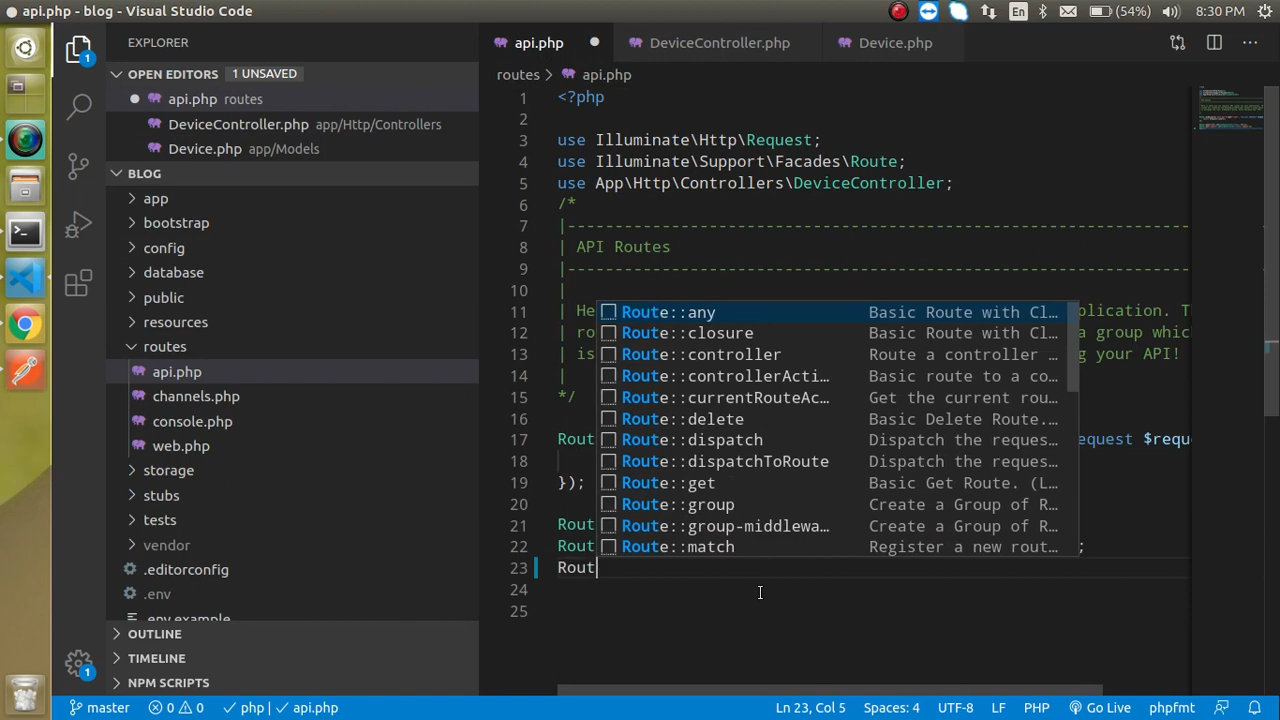 api.php - blog - Visual Studio Code En (54%) 8:30 PM
EXPLORER
OPEN EDITORS 1 UNSAVED
api.php routes
DeviceController.php app/Http/Controllers
Device.php app/Models
BLOG
app
bootstrap
config
database
public
resources
routes
api.php
channels.php
console.php
web.php
storage
stubs
tests
vendor
.editorconfig
.env
.env.example
OUTLINE
TIMELINE
NPM SCRIPTS
1
1
api.php DeviceController.php Device.php
routes > api.php
1 <?php
2
3 use Illuminate\Http\Request;
4 use Illuminate\Support\Facades\Route;
5 use App\Http\Controllers\DeviceController;
6 /*
7 |--------------------------------------------------------------------
8 | API Routes
9 |--------------------------------------------------------------------
10 |
11 | He plication. T
12 | ro a group whic
13 | is g your API!
14 |
15 */
16
17 Rout equest $requ
18
19 });
20
21 Rout
22 Rout ;
23 Rout
24
25
Route::any Basic Route with Cl…
Route::closure Basic Route with Cl…
Route::controller Route a controller …
Route::controllerActi… Basic route to a co…
Route::currentRouteAc… Get the current rou…
Route::delete Basic Delete Route.…
Route::dispatch Dispatch the reques…
Route::dispatchToRoute Dispatch the reques…
Route::get Basic Get Route. (L…
Route::group Create a Group of R…
Route::group-middlewa… Create a Group of R…
Route::match Register a new rout…
master 0 0 php | api.php Ln 23, Col 5 Spaces: 4 UTF-8 LF PHP Go Live phpfmt